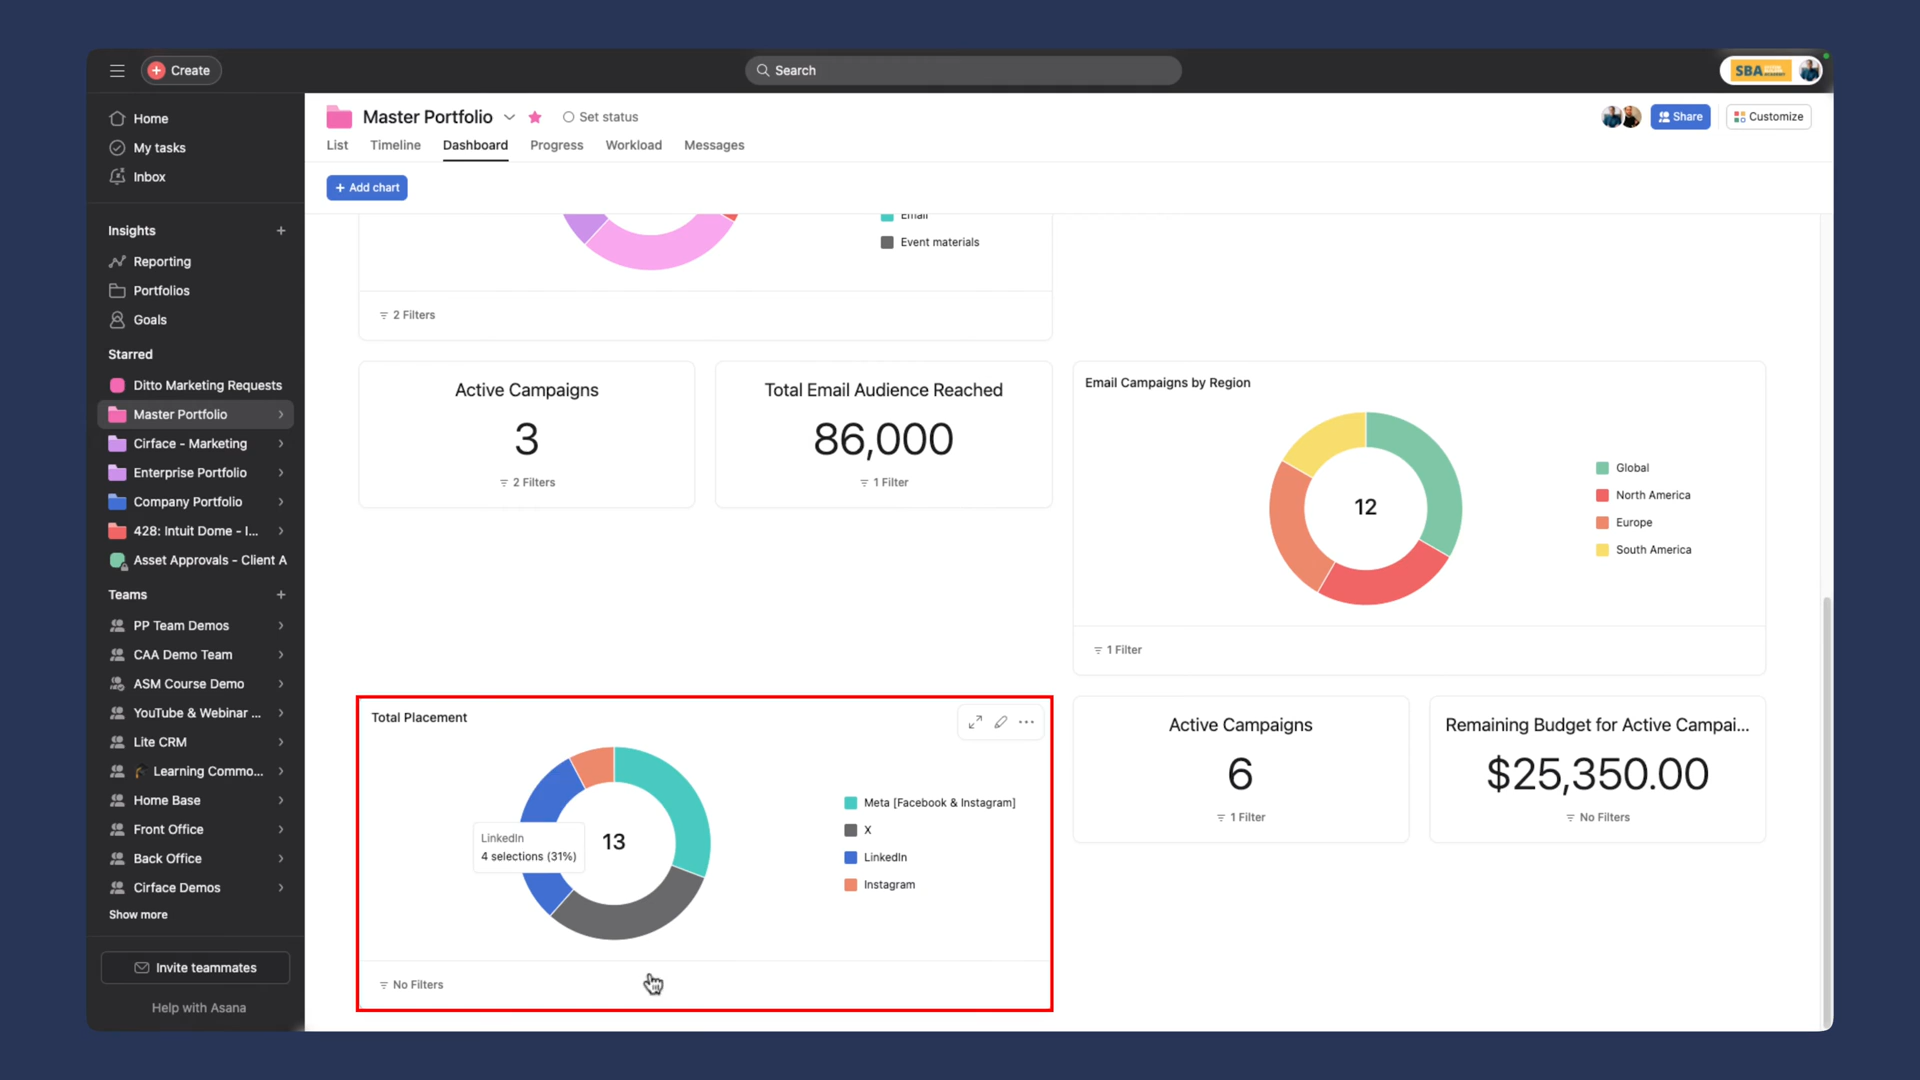 Create
Search
SBA
Home
My tasks
Inbox
Insights
Reporting
Portfolios
Goals
Starred
Ditto Marketing Requests
Master Portfolio
Cirface - Marketing
Enterprise Portfolio
Company Portfolio
428: Intuit Dome - I...
Asset Approvals - Client A
Teams
PP Team Demos
CAA Demo Team
ASM Course Demo
YouTube & Webinar ...
Lite CRM
Learning Commo...
Home Base
Front Office
Back Office
Cirface Demos
Show more
Invite teammates
Help with Asana
Master Portfolio
Set status
Share
Customize
List Timeline Dashboard Progress Workload Messages
+ Add chart
Email
Event materials
2 Filters
Active Campaigns
3
2 Filters
Total Email Audience Reached
86,000
1 Filter
Email Campaigns by Region
12
Global
North America
Europe
South America
1 Filter
Total Placement
LinkedIn
4 selections (31%)
13
Meta [Facebook & Instagram]
X
LinkedIn
Instagram
No Filters
Active Campaigns
6
1 Filter
Remaining Budget for Active Campai...
$25,350.00
No Filters